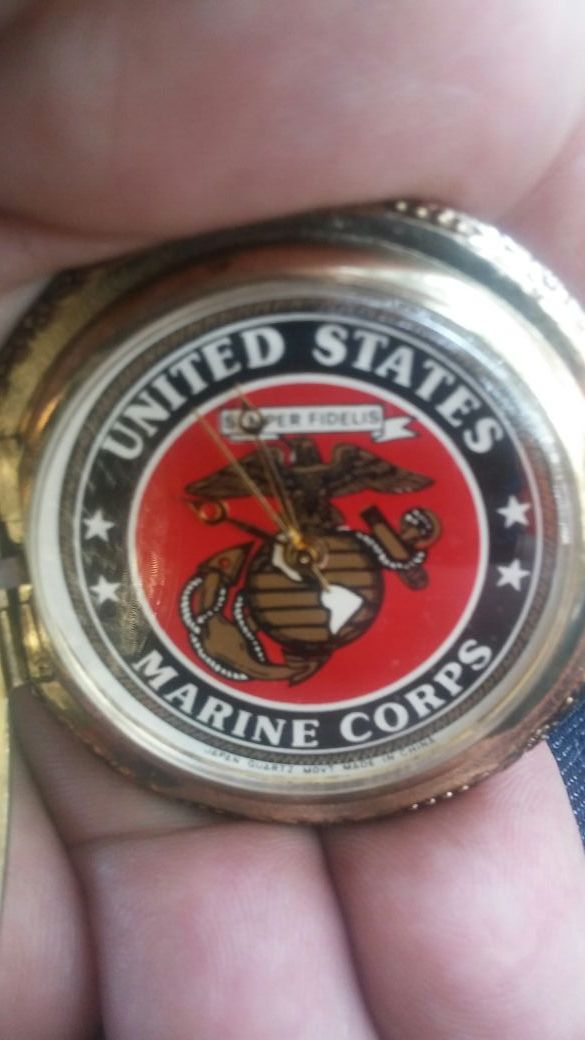 UNITED STATES
SEMPER FIDELIS
MARINE CORPS
JAPAN QUARTZ MOVT MADE IN CHINA